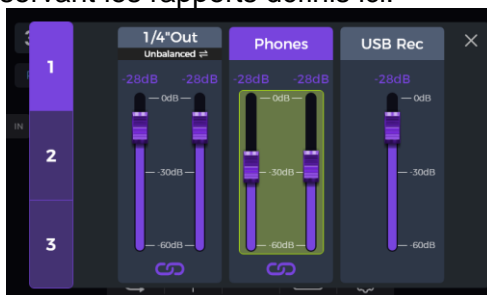 servant les rapports définis ici.
1
2
3
IN
1/4"Out
Unbalanced ⇌
-28dB -28dB
0dB
-30dB
-60dB
Phones
-28dB -28dB
0dB
-30dB
-60dB
USB Rec
-28dB
0dB
-30dB
-60dB
×